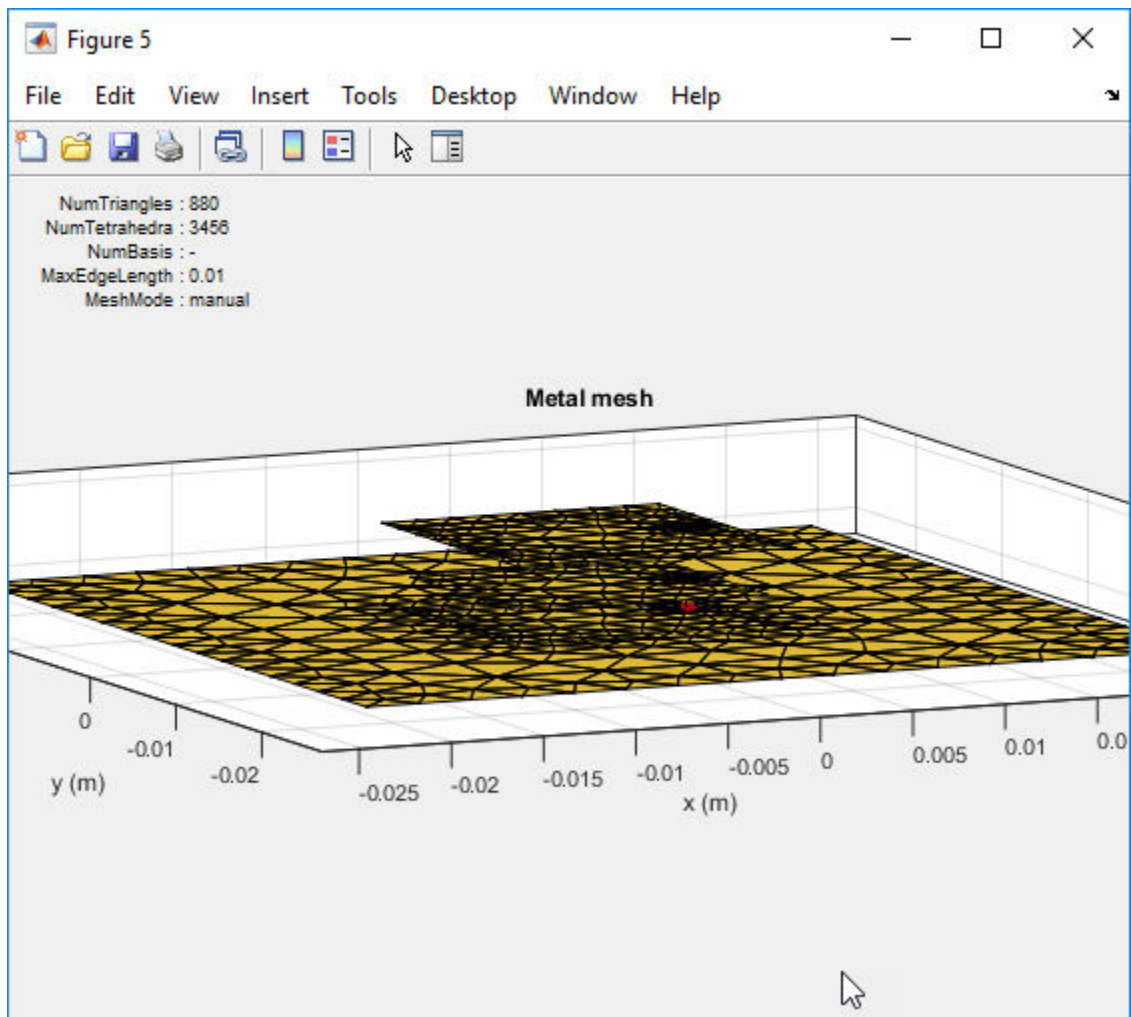 Figure 5
File Edit View Insert Tools Desktop Window Help
NumTriangles : 880
NumTetrahedra : 3456
NumBasis : -
MaxEdgeLength : 0.01
MeshMode : manual
Metal mesh
0
-0.01
-0.02
y (m)
-0.025 -0.02 -0.015 -0.01 -0.005 0 0.005 0.01 0.0
x (m)